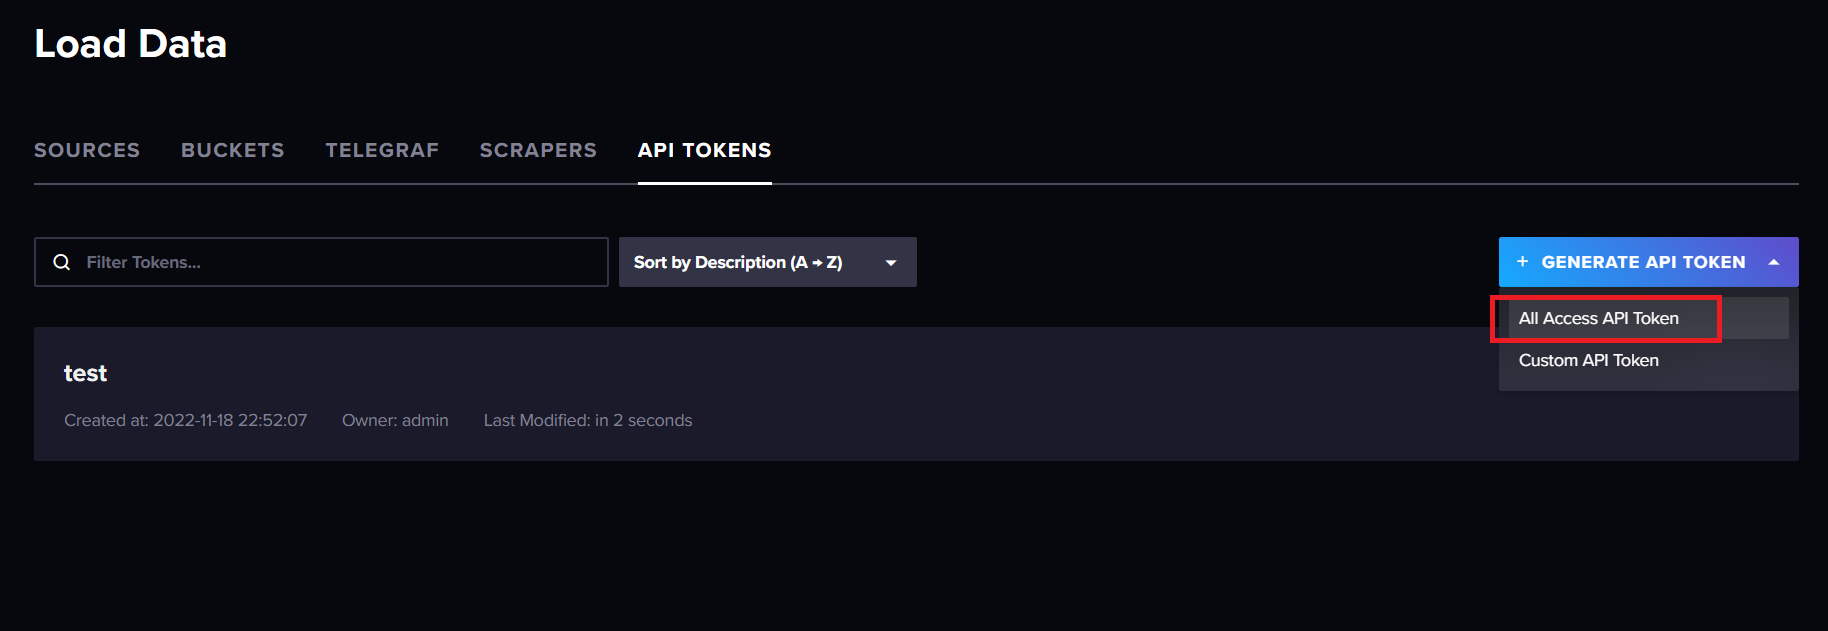 Load Data
SOURCES BUCKETS TELEGRAF SCRAPERS API TOKENS
Filter Tokens... Sort by Description (A → Z) + GENERATE API TOKEN
All Access API Token
Custom API Token
test
Created at: 2022-11-18 22:52:07 Owner: admin Last Modified: in 2 seconds